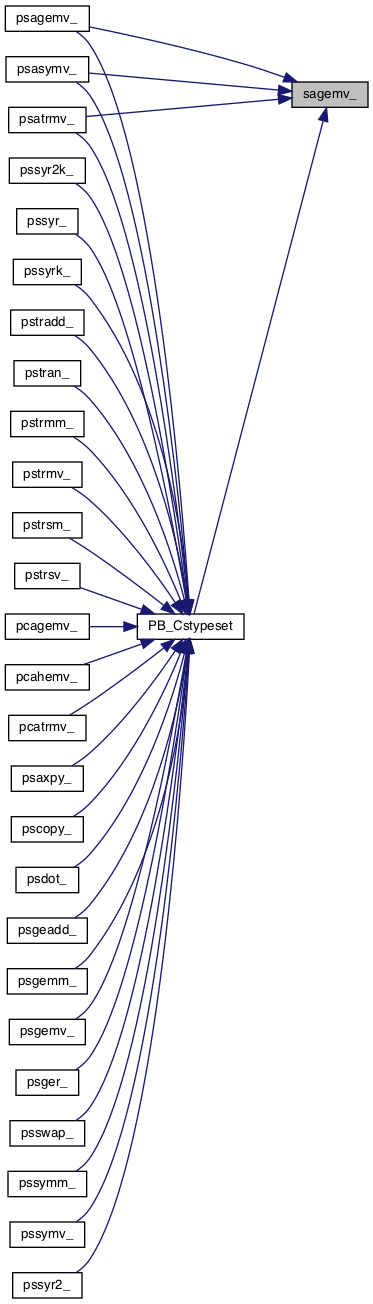 psagemv_
sagemv_
psasymv_
psatrmv_
pssyr2k_
pssyr_
pssyrk_
pstradd_
pstran_
pstrmm_
pstrmv_
pstrsm_
pstrsv_
pcagemv_
PB_Cstypeset
pcahemv_
pcatrmv_
psaxpy_
pscopy_
psdot_
psgeadd_
psgemm_
psgemv_
psger_
psswap_
pssymm_
pssymv_
pssyr2_